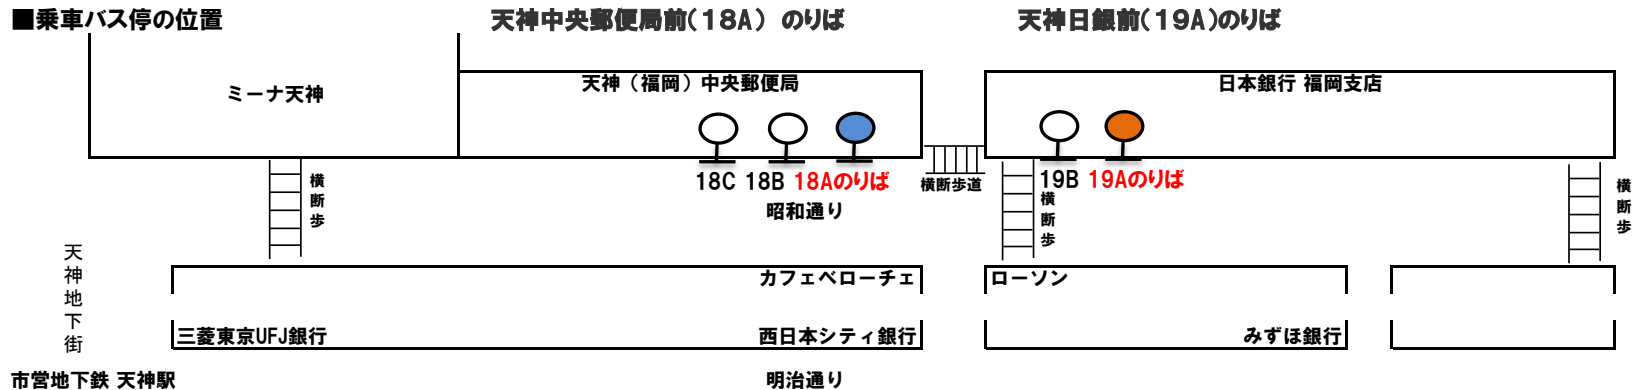 ■乗車バス停の位置
天神中央郵便局前（１８Ａ） のりば
天神日銀前（１９Ａ）のりば
ミーナ天神
天神（福岡）中央郵便局
日本銀行 福岡支店
18C
18B
18Aのりば
横断歩道
19B
19Aのりば
横断歩
横断歩
横断歩
昭和通り
天神地下街
カフェベローチェ
ローソン
三菱東京UFJ銀行
西日本シティ銀行
みずほ銀行
市営地下鉄 天神駅
明治通り